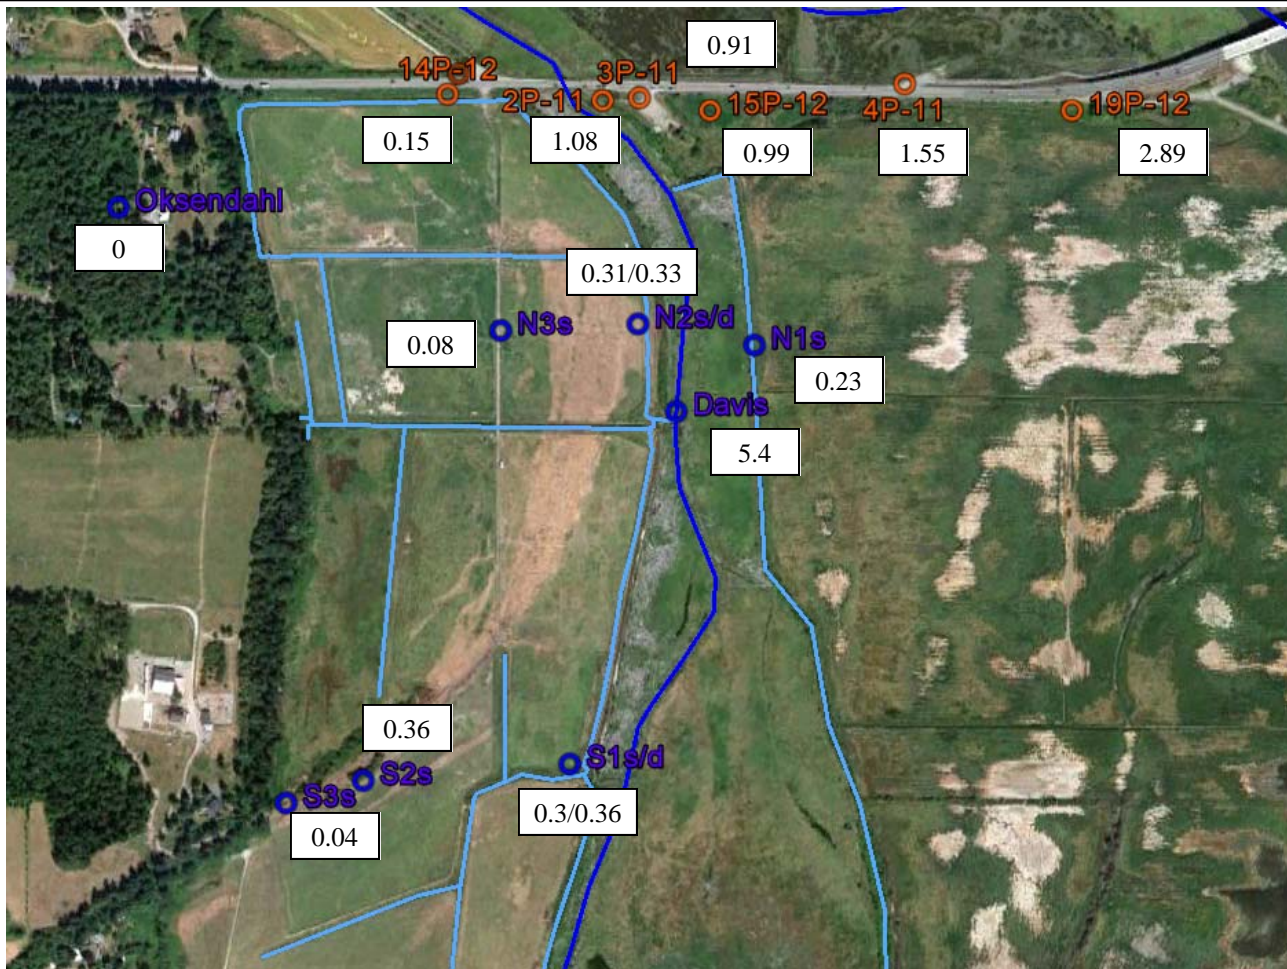 0.91
14P-12
3P-11
2P-11
15P-12
4P-11
19P-12
0.15
1.08
0.99
1.55
2.89
Oksendahl
0
0.31/0.33
N3s
N2s/d
N1s
0.08
0.23
Davis
5.4
0.36
S1s/d
S2s
S3s
0.3/0.36
0.04